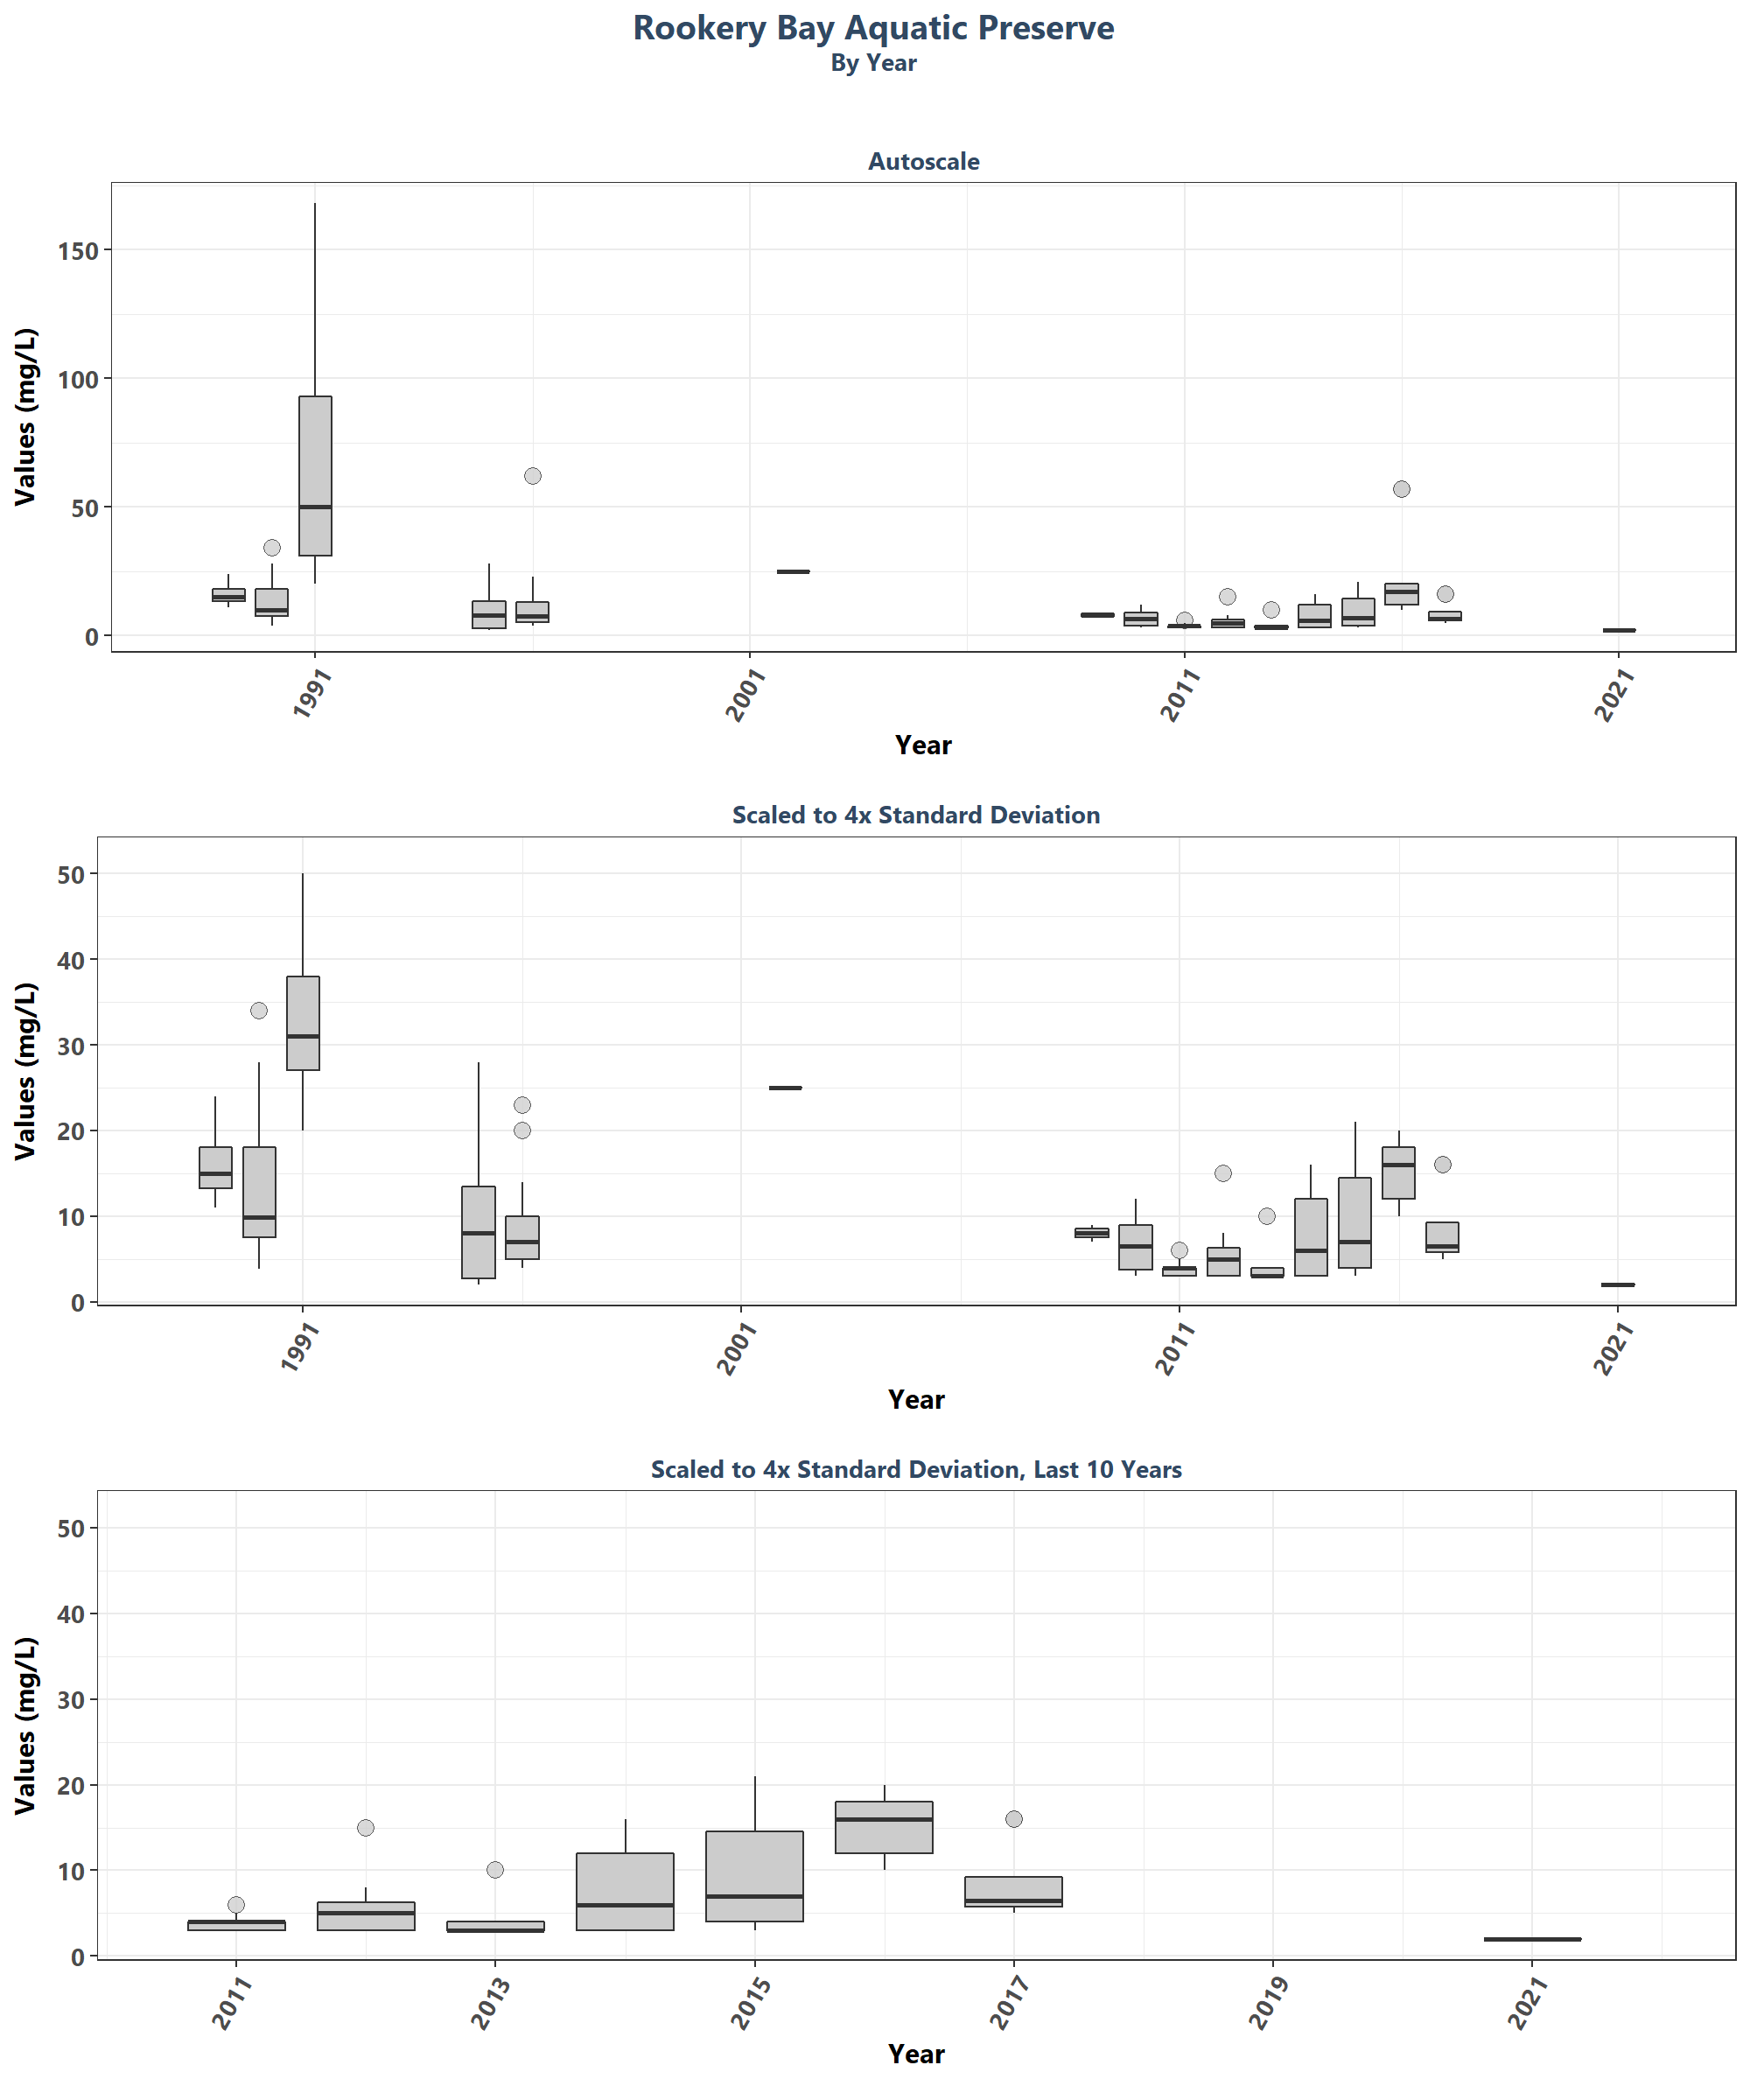 Rookery Bay Aquatic Preserve
By Year
Autoscale
Values (mg/L)
150
100
50
0
1991
2001
2011
2021
Year
Scaled to 4x Standard Deviation
Values (mg/L)
50
40
30
20
10
0
1991
2001
2011
2021
Year
Scaled to 4x Standard Deviation, Last 10 Years
Values (mg/L)
50
40
30
20
10
0
2011
2013
2015
2017
2019
2021
Year